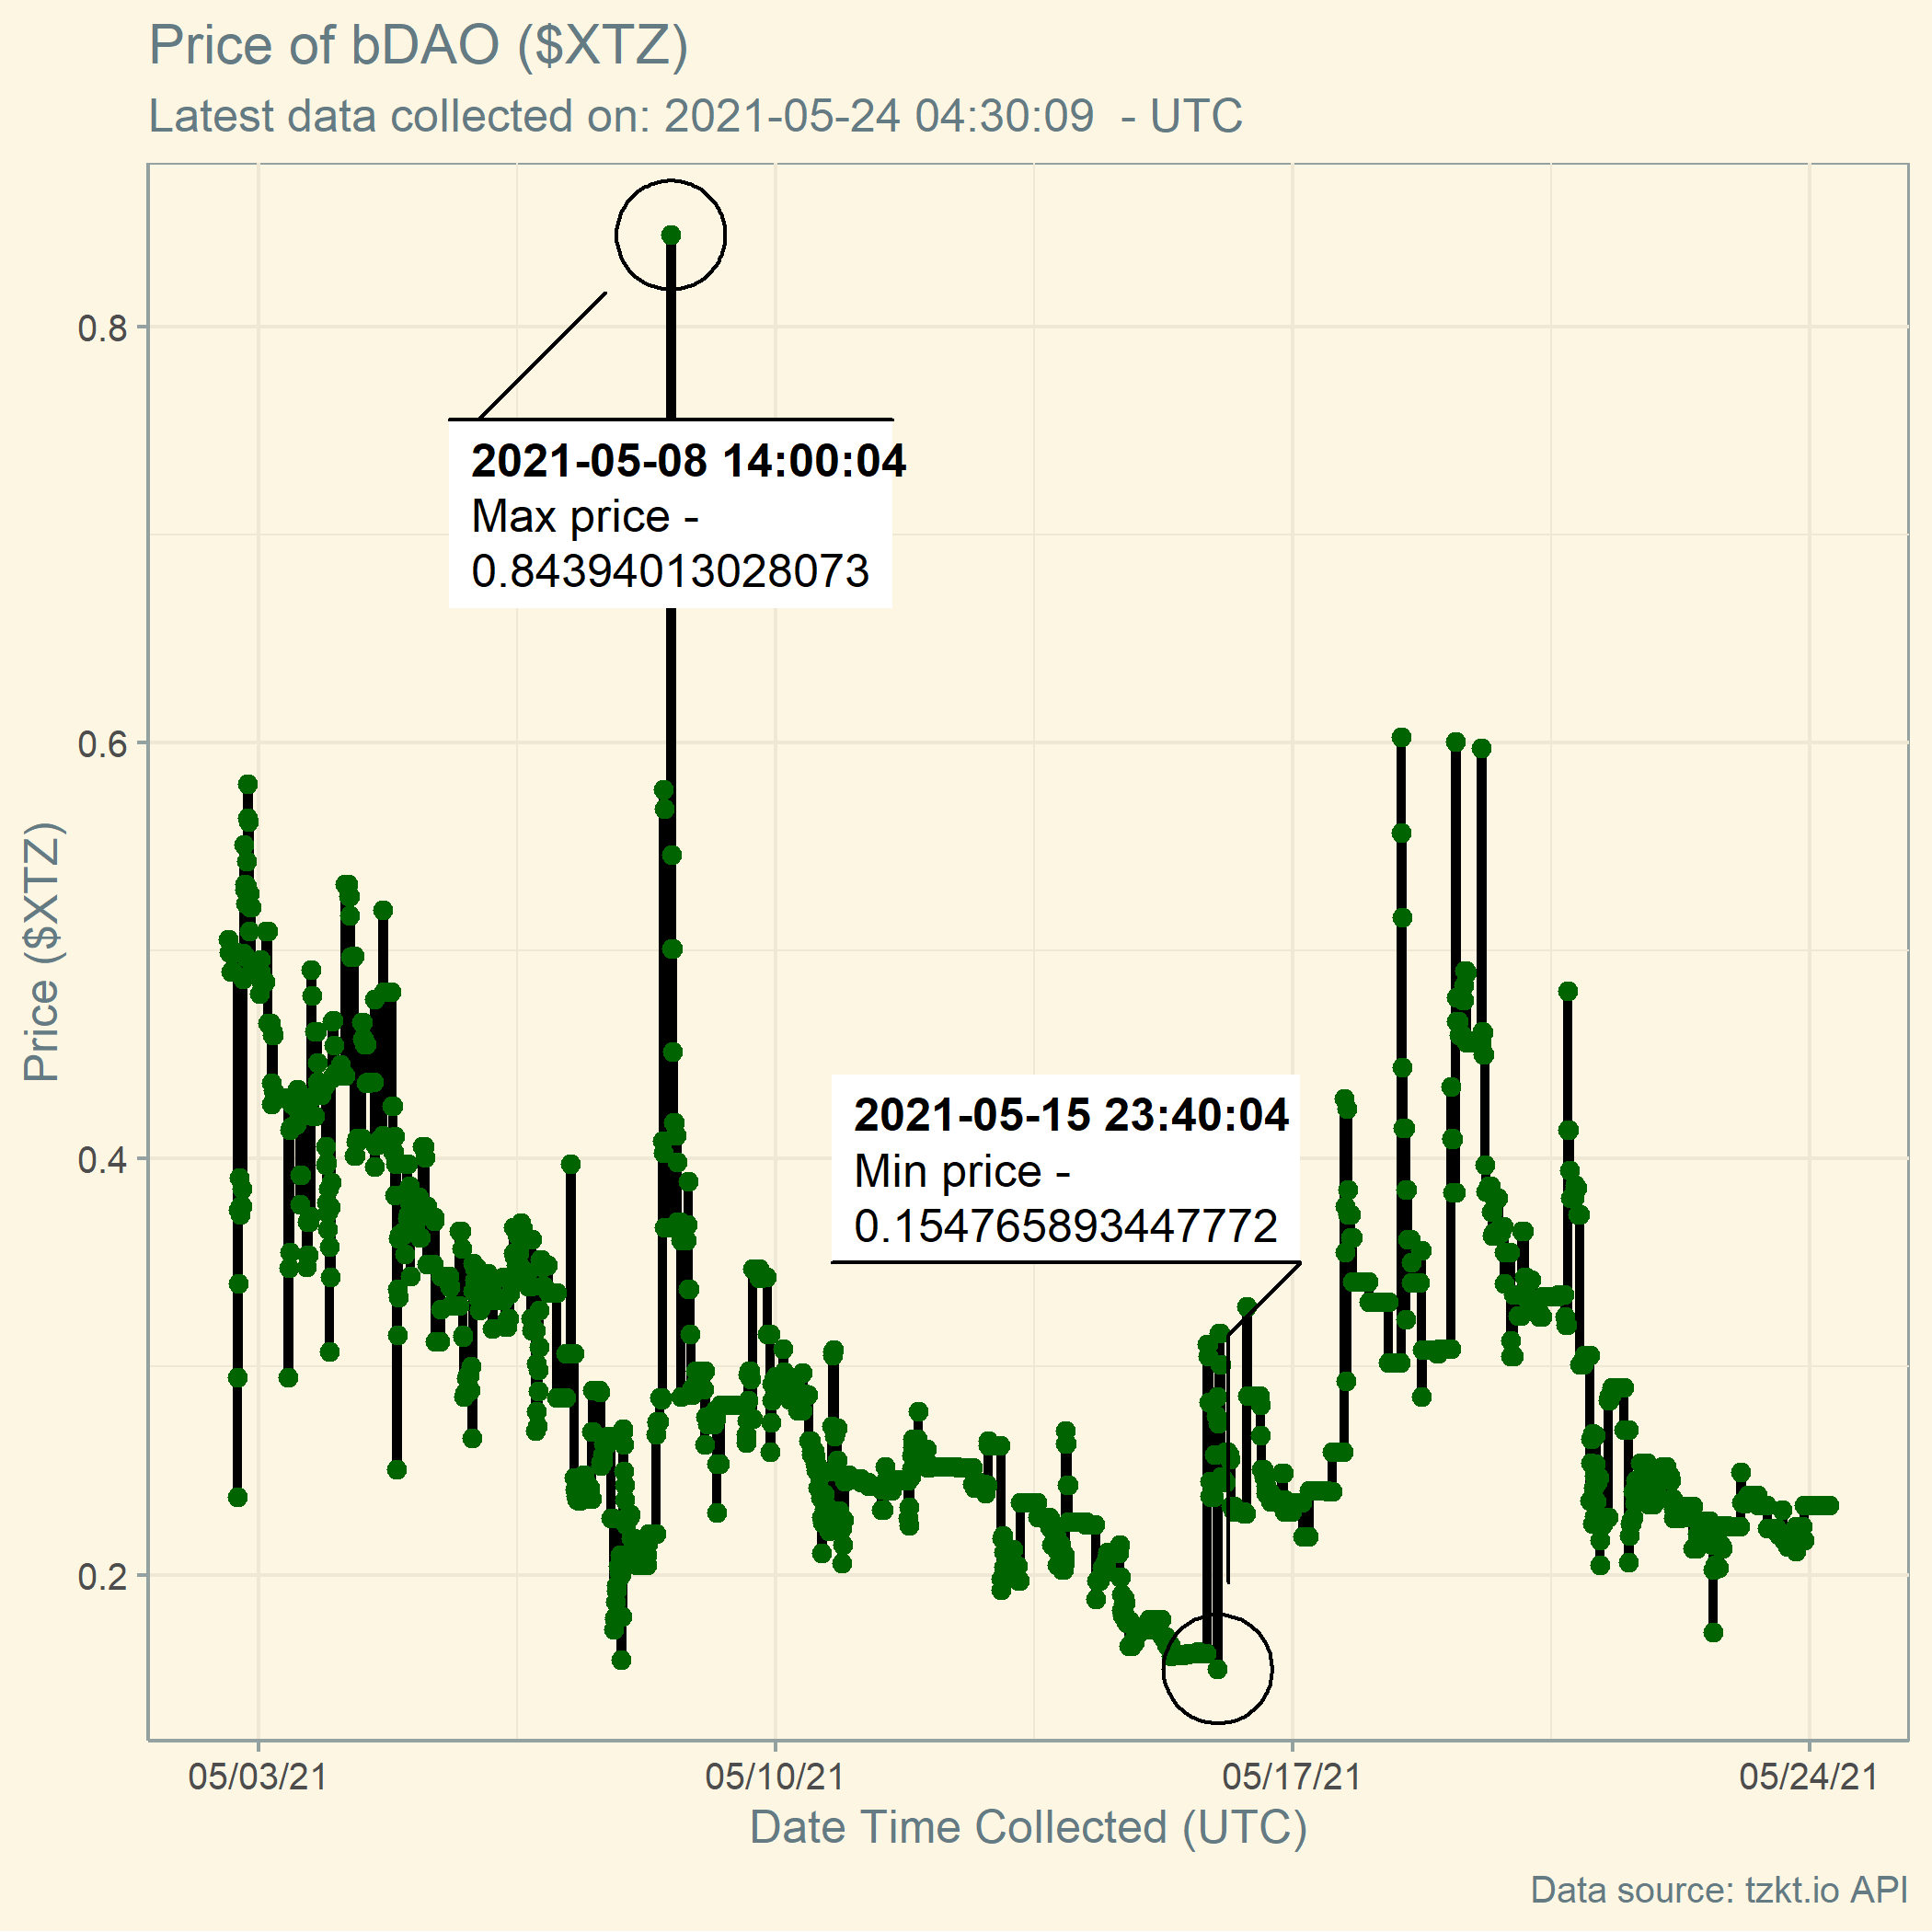 Price of bDAO ($XTZ)
Latest data collected on: 2021-05-24 04:30:09  - UTC
0.8
0.6
0.4
0.2
Price ($XTZ)
2021-05-08 14:00:04
Max price -
0.84394013028073
2021-05-15 23:40:04
Min price -
0.154765893447772
05/03/21
05/10/21
05/17/21
05/24/21
Date Time Collected (UTC)
Data source: tzkt.io API